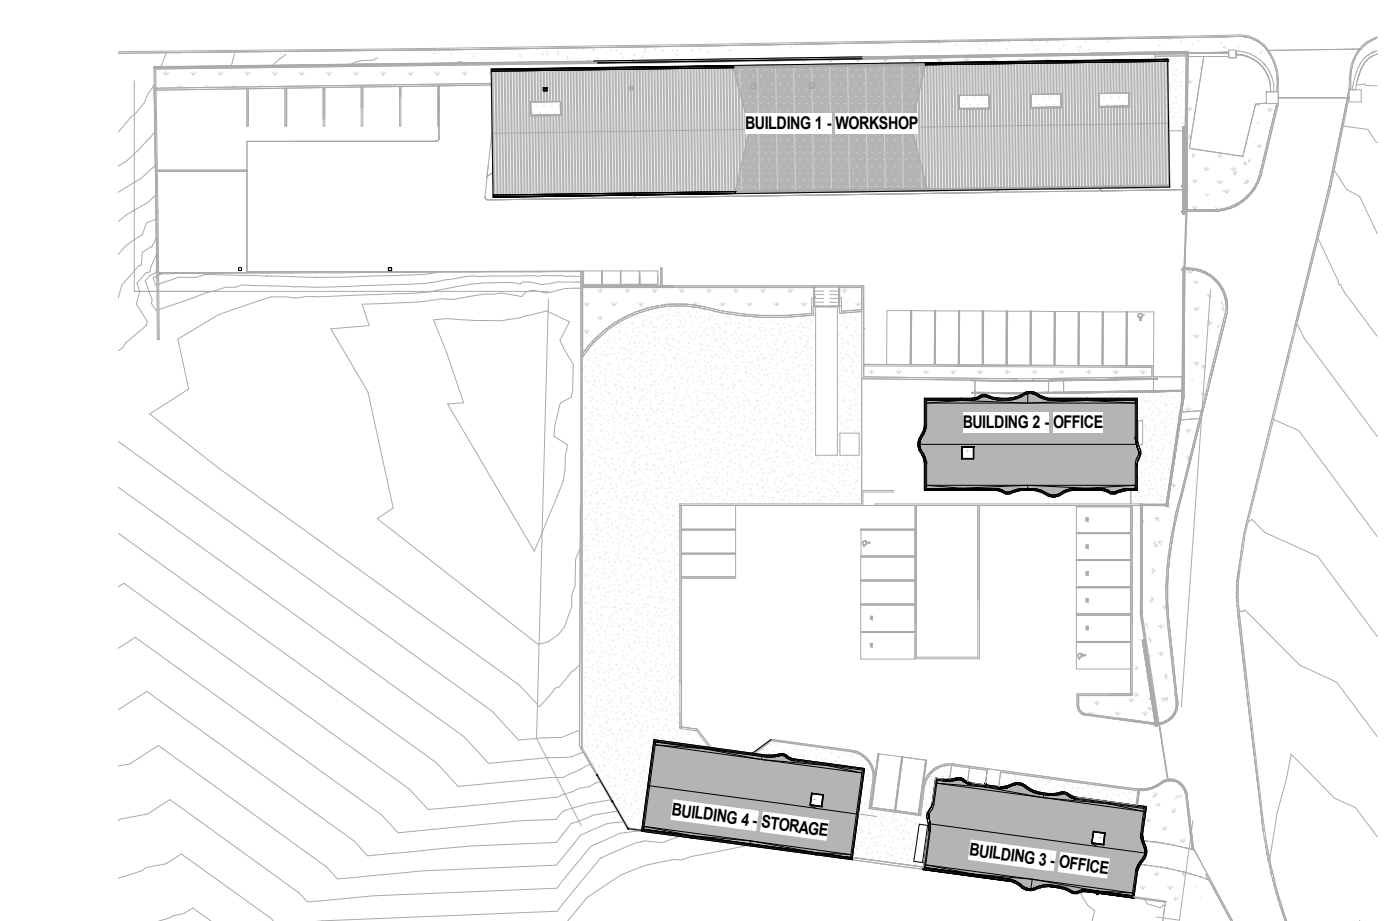 BUILDING 1 - WORKSHOP
BUILDING 2 - OFFICE
BUILDING 4 - STORAGE
BUILDING 3 - OFFICE